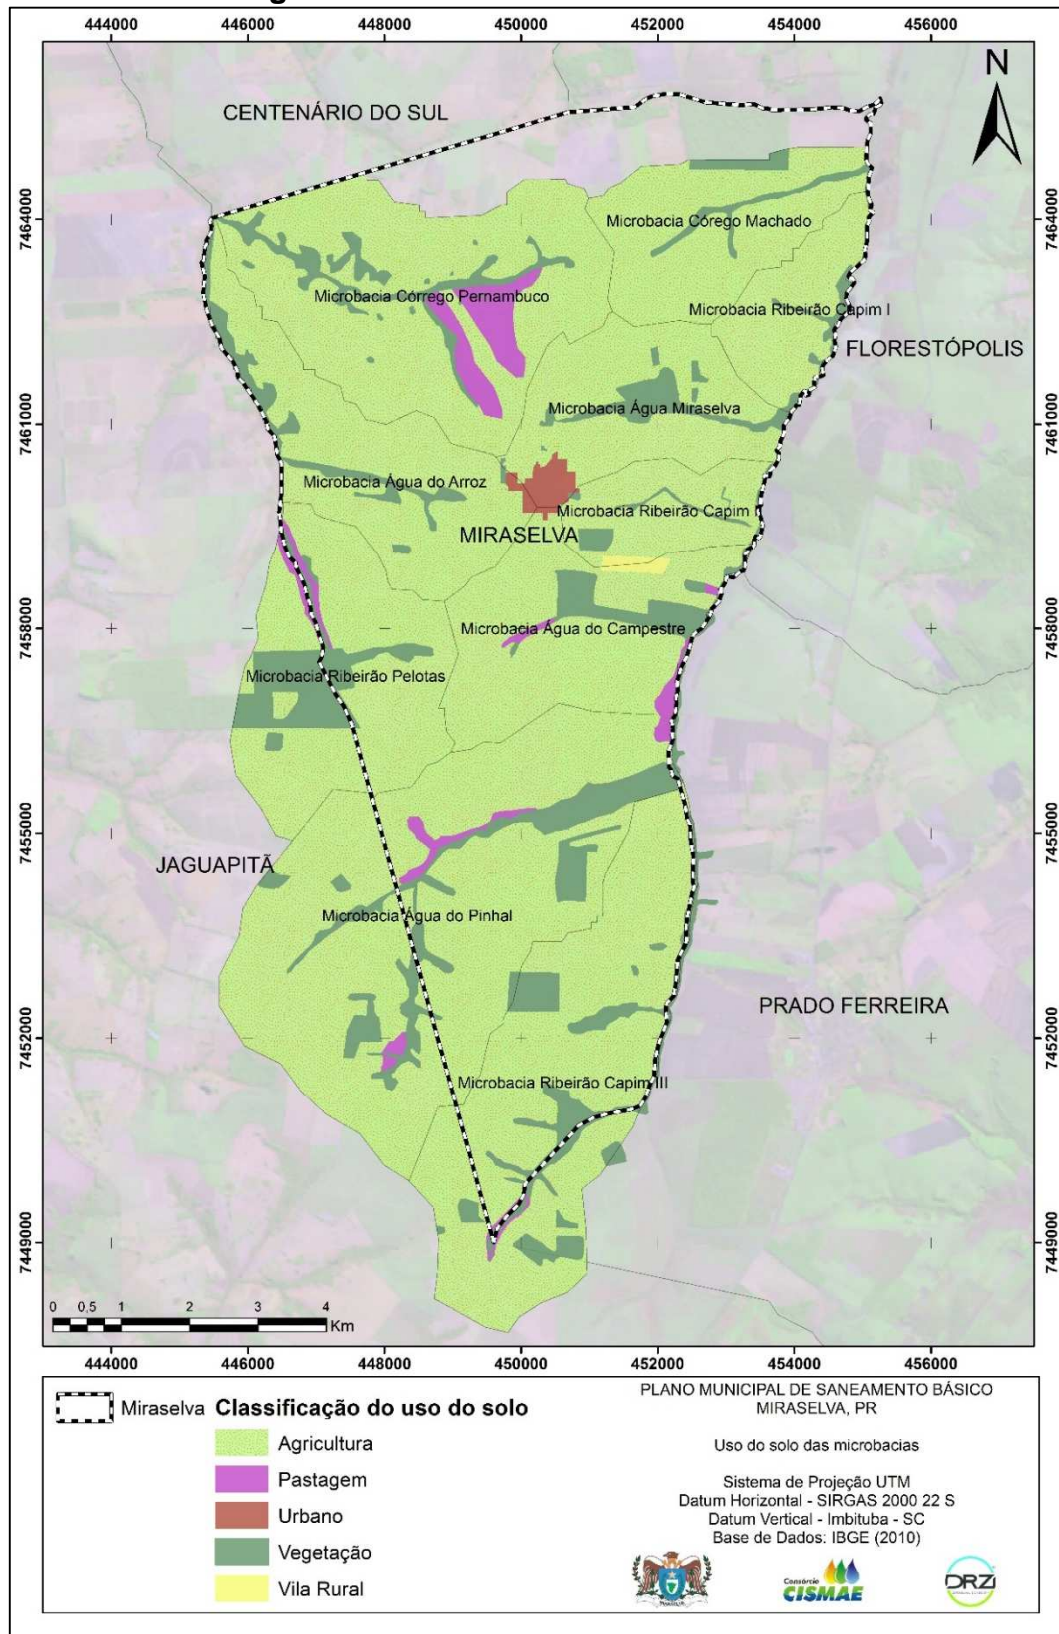 444000 446000 448000 450000 452000 454000 456000
N
CENTENÁRIO DO SUL
7464000 7464000
Microbacia Córego Machado
Microbacia Córrego Pernambuco
Microbacia Ribeirão Capim I
FLORESTÓPOLIS
Microbacia Água Miraselva
7461000 7461000
Microbacia Água do Arroz
Microbacia Ribeirão Capim I
MIRASELVA
7458000 7458000
Microbacia Água do Campestre
Microbacia Ribeirão Pelotas
7455000 7455000
JAGUAPITÃ
Microbacia Água do Pinhal
PRADO FERREIRA
7452000 7452000
Microbacia Ribeirão Capim III
7449000 7449000
0 0,5 1 2 3 4
Km
444000 446000 448000 450000 452000 454000 456000
Miraselva
Classificação do uso do solo
Agricultura
Pastagem
Urbano
Vegetação
Vila Rural
PLANO MUNICIPAL DE SANEAMENTO BÁSICO
MIRASELVA, PR
Uso do solo das microbacias
Sistema de Projeção UTM
Datum Horizontal - SIRGAS 2000 22 S
Datum Vertical - Imbituba - SC
Base de Dados: IBGE (2010)
Consórcio
CISMAE
DRZ